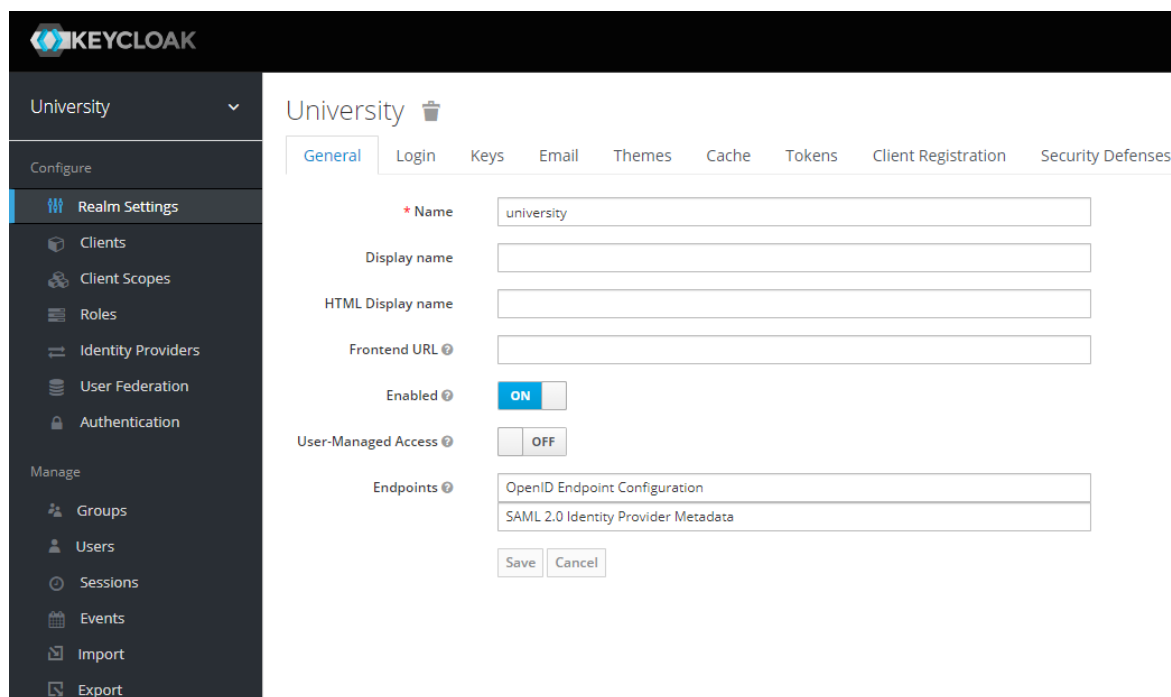 KEYCLOAK
University
Configure
Realm Settings
Clients
Client Scopes
Roles
Identity Providers
User Federation
Authentication
Manage
Groups
Users
Sessions
Events
Import
Export
University
General Login Keys Email Themes Cache Tokens Client Registration Security Defenses
* Name university
Display name
HTML Display name
Frontend URL
Enabled ON
User-Managed Access OFF
Endpoints OpenID Endpoint Configuration
SAML 2.0 Identity Provider Metadata
Save Cancel